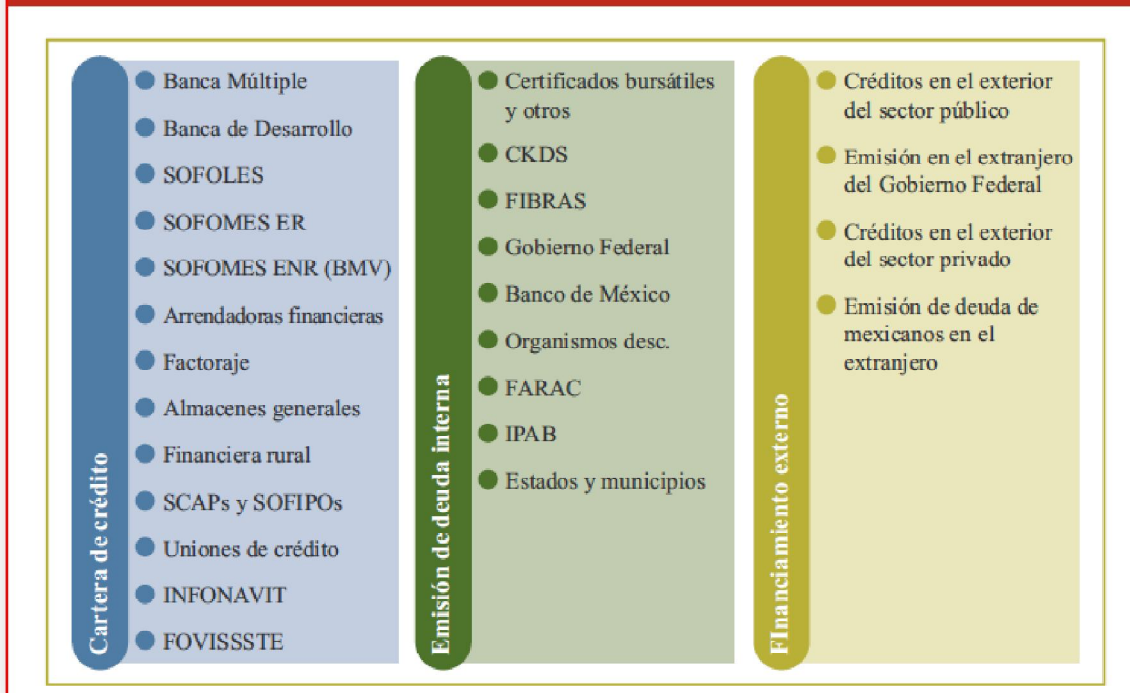 Cartera de crédito
Banca Múltiple
Banca de Desarrollo
SOFOLES
SOFOMES ER
SOFOMES ENR (BMV)
Arrendadoras financieras
Factoraje
Almacenes generales
Financiera rural
SCAPs y SOFIPOs
Uniones de crédito
INFONAVIT
FOVISSSTE
Emisión de deuda interna
Certificados bursátiles
y otros
CKDS
FIBRAS
Gobierno Federal
Banco de México
Organismos desc.
FARAC
IPAB
Estados y municipios
FInanciamiento externo
Créditos en el exterior
del sector público
Emisión en el extranjero
del Gobierno Federal
Créditos en el exterior
del sector privado
Emisión de deuda de
mexicanos en el
extranjero